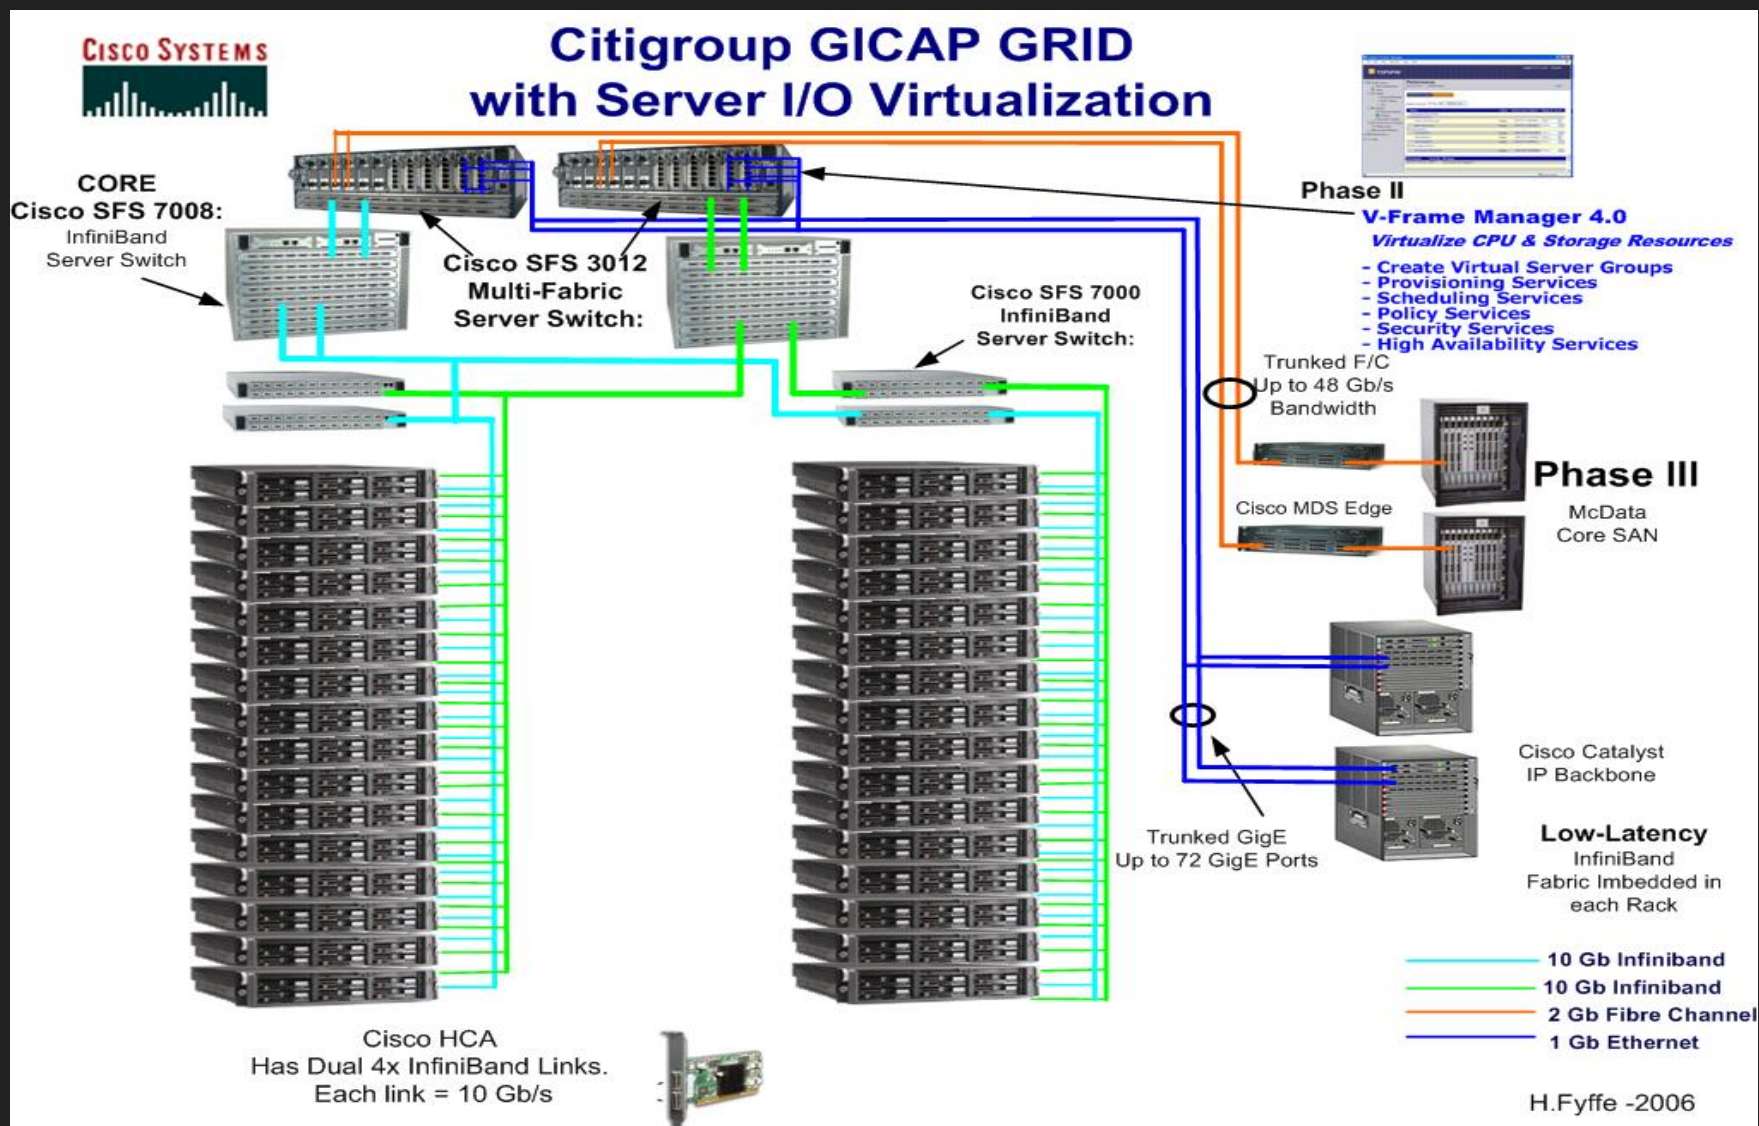 CISCO SYSTEMS
Citigroup GICAP GRID
with Server I/O Virtualization
CORE
Cisco SFS 7008:
InfiniBand
Server Switch
Cisco SFS 3012
Multi-Fabric
Server Switch:
Cisco SFS 7000
InfiniBand
Server Switch:
Phase II
V-Frame Manager 4.0
Virtualize CPU & Storage Resources
- Create Virtual Server Groups
- Provisioning Services
- Scheduling Services
- Policy Services
- Security Services
- High Availability Services
Trunked F/C
Up to 48 Gb/s
Bandwidth
Phase III
Cisco MDS Edge
McData
Core SAN
Cisco Catalyst
IP Backbone
Trunked GigE
Up to 72 GigE Ports
Low-Latency
InfiniBand
Fabric Imbedded in
each Rack
10 Gb Infiniband
10 Gb Infiniband
2 Gb Fibre Channel
1 Gb Ethernet
Cisco HCA
Has Dual 4x InfiniBand Links.
Each link = 10 Gb/s
H.Fyffe -2006